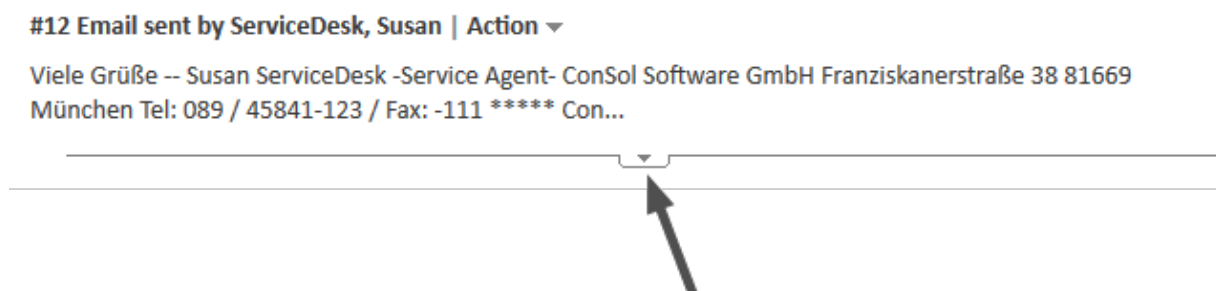 #12 Email sent by ServiceDesk, Susan | Action
Viele Grüße -- Susan ServiceDesk -Service Agent- ConSol Software GmbH Franziskanerstraße 38 81669
München Tel: 089 / 45841-123 / Fax: -111 ***** Con...